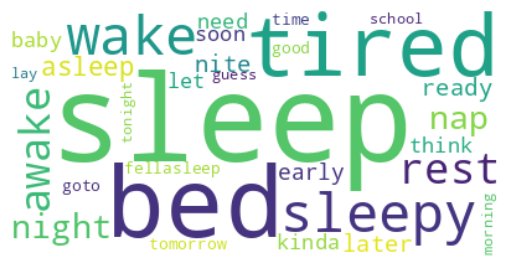 need time school
baby wake soon tired
nite good
lay asleep let guess
sleep ready
awake tonight nap
think
fellasleep early rest
goto bed sleepy
night morning
tomorrow kinda later